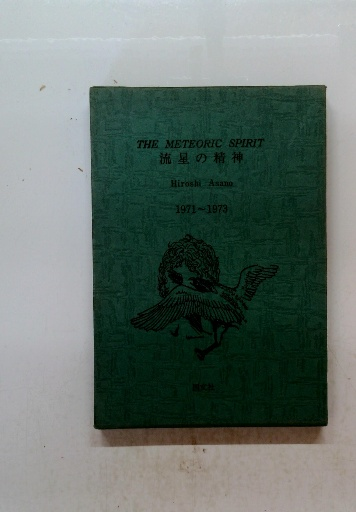 THE METEORIC SPIRIT
流星の精神
Hiroshi Asano
1971~1973